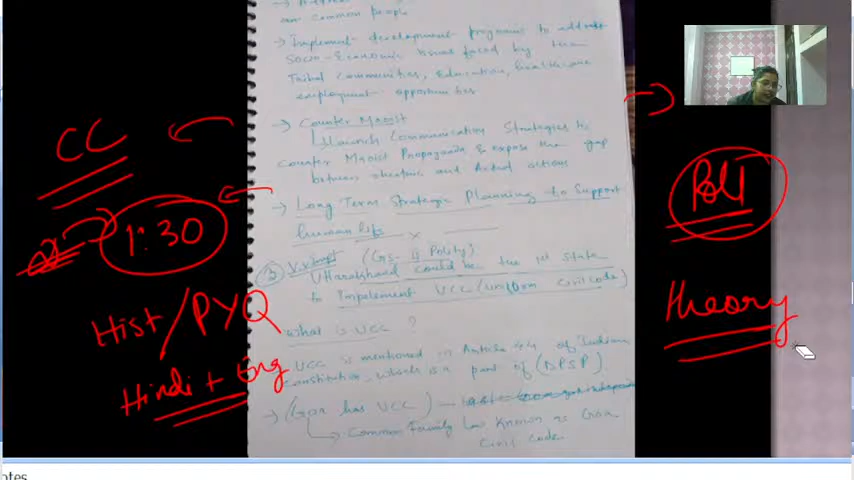 are common people
→ Implement development programs to address
Socio-Economic issues faced by the
Tribal Communities, Education, healthcare
employment opportunities
→ Counter Maoist
Launch Communication Strategies to
Counter Maoist Propaganda & expose the gap
between rhetoric and Actual actions
→ Long Term Strategic Planning to Support
human life
3 V.V.Imp (GS-II Polity)
Uttarakhand could be the 1st State
to Implement UCC (Uniform Civil Code)
What is UCC ?
UCC is mentioned in Article 44 of Indian
Constitution, which is a part of (DPSP)
→ (Goa has UCC) —
→ Common Family Law known as Goa
Civil Code
CC
1:30
Hist/PYQ
Hindi + Eng
Theory
otes